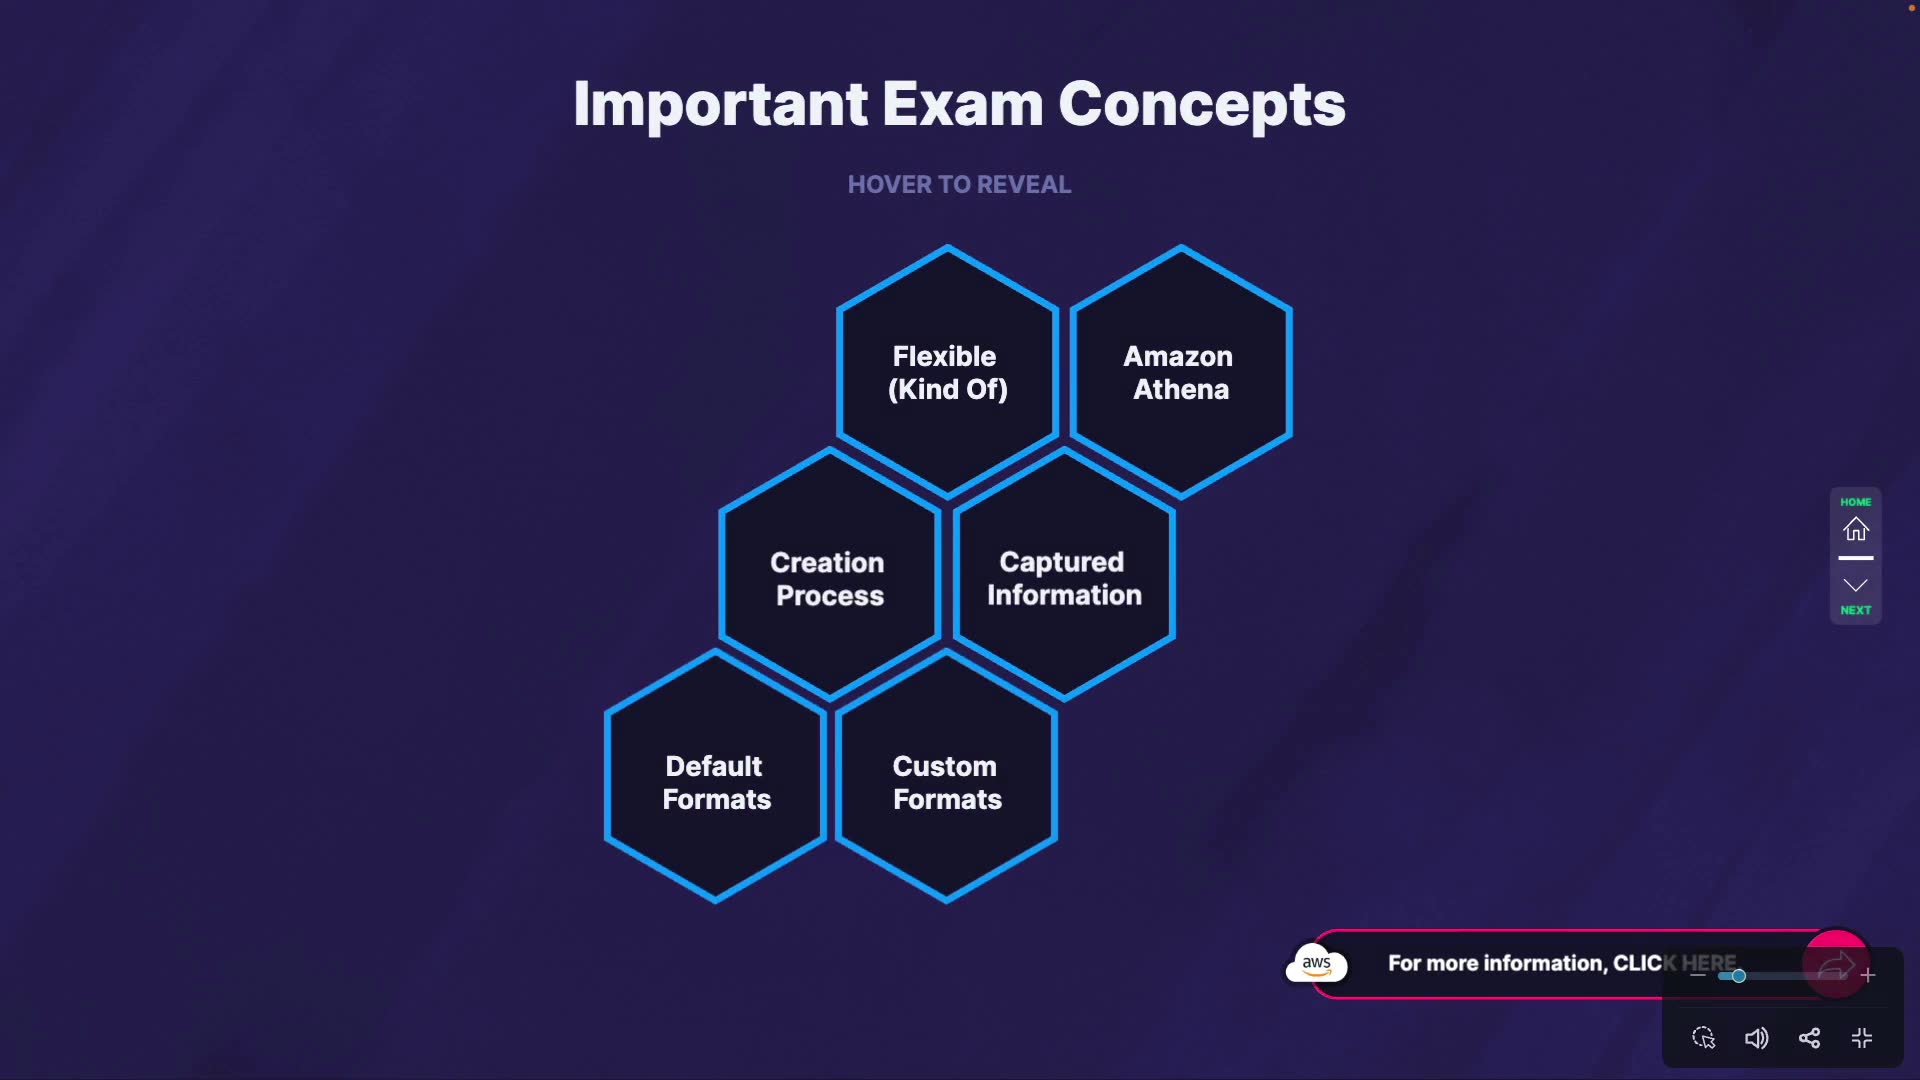 Important Exam Concepts
HOVER TO REVEAL
Flexible
(Kind Of)
Amazon
Athena
Creation
Process
Captured
Information
Default
Formats
Custom
Formats
HOME
NEXT
aws
For more information, CLICK HERE